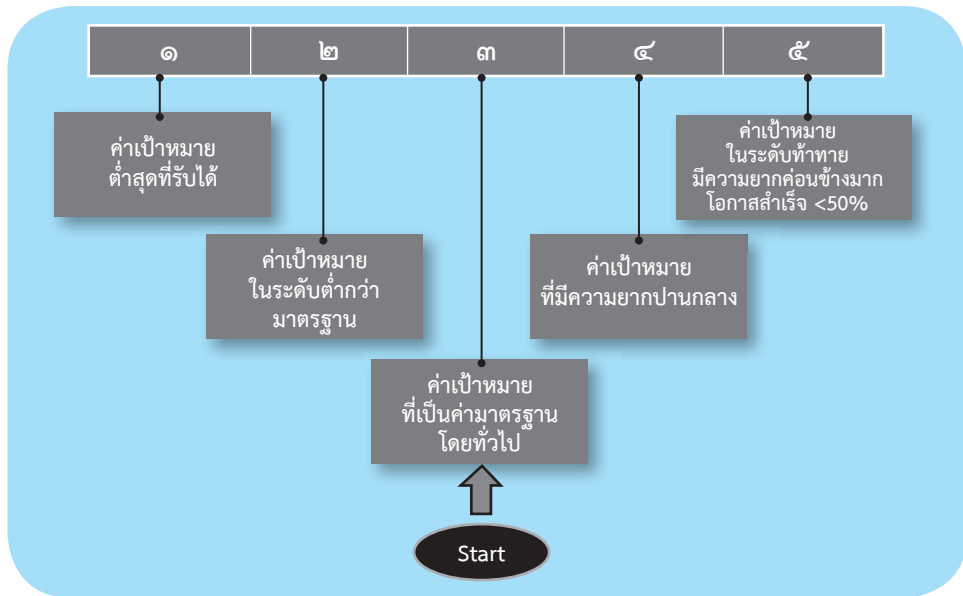 ๑ ๒ ๓ ๔ ๕
ค่าเป้าหมาย
ต่ำสุดที่รับได้
ค่าเป้าหมาย
ในระดับต่ำกว่า
มาตรฐาน
ค่าเป้าหมาย
ที่เป็นค่ามาตรฐาน
โดยทั่วไป
ค่าเป้าหมาย
ที่มีความยากปานกลาง
ค่าเป้าหมาย
ในระดับท้าทาย
มีความยากค่อนข้างมาก
โอกาสสำเร็จ <50%
Start